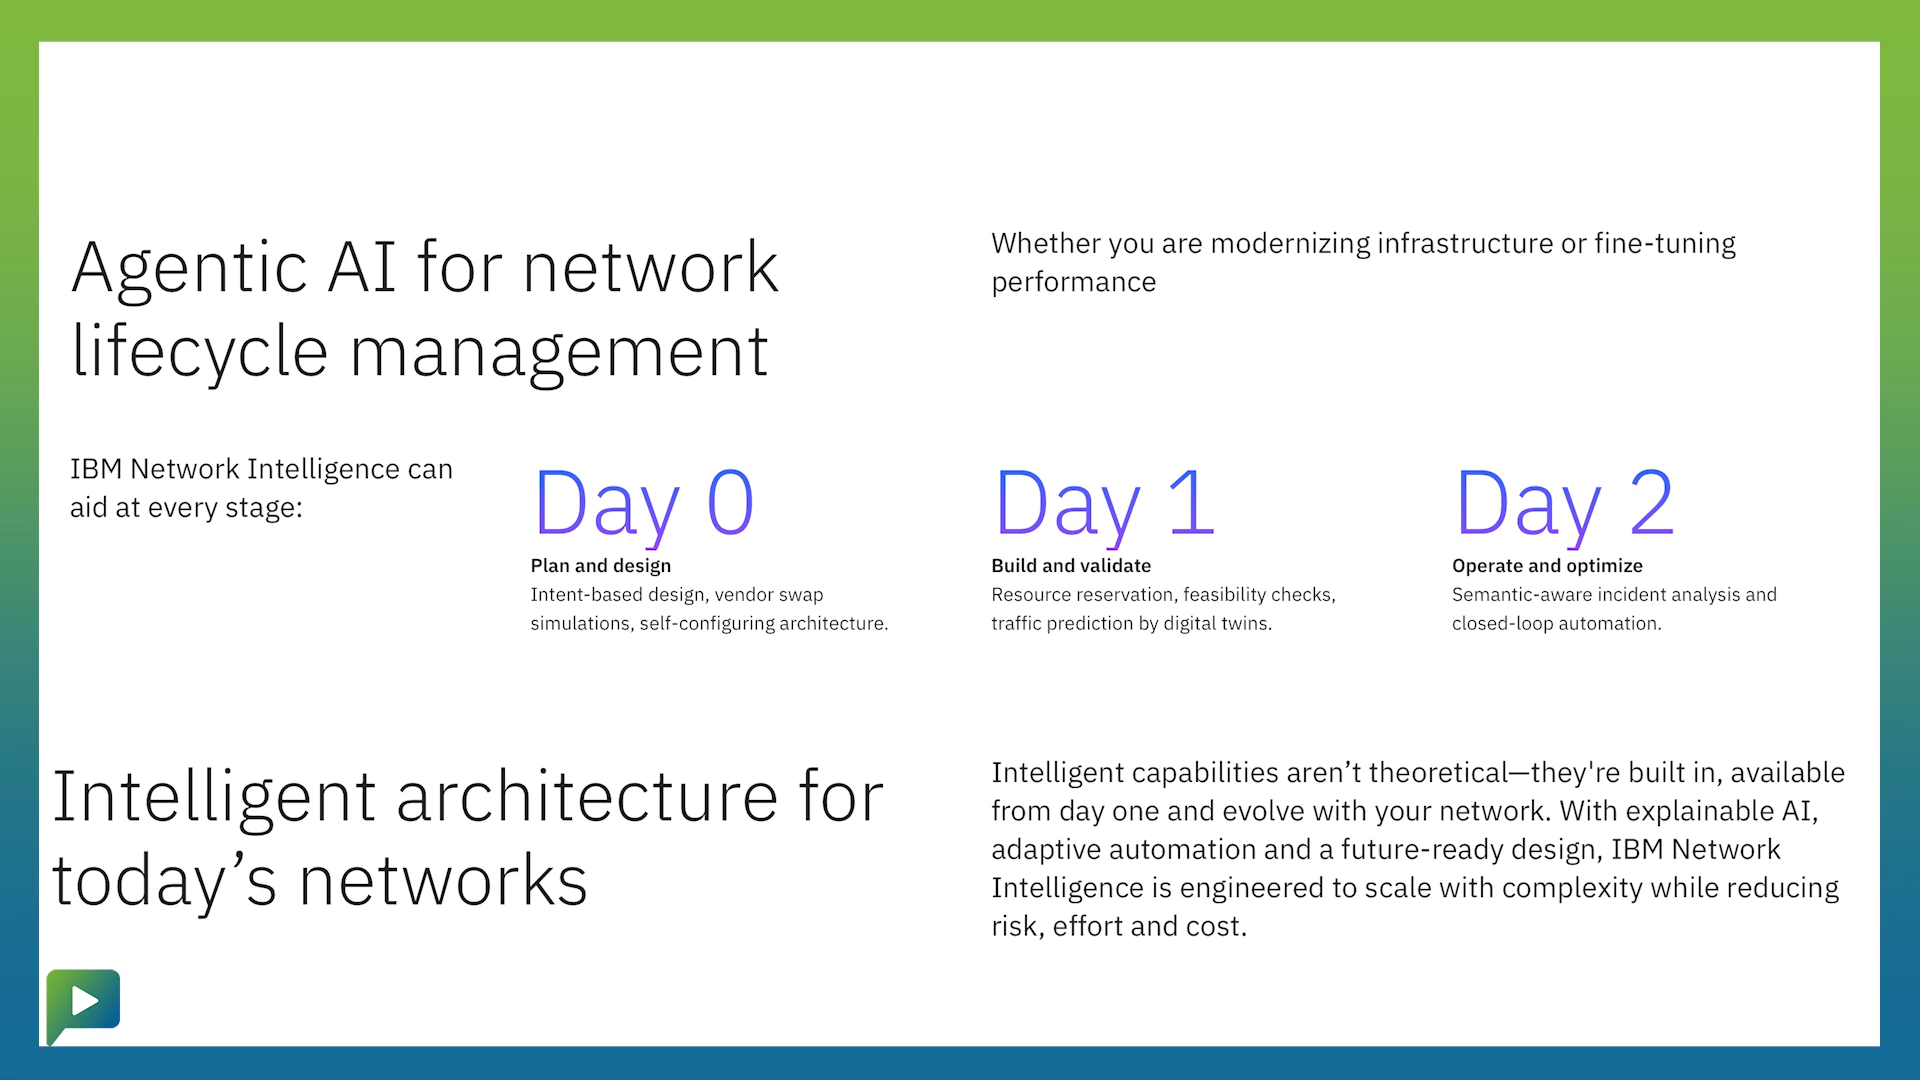 Agentic AI for network
lifecycle management
Whether you are modernizing infrastructure or fine-tuning
performance
IBM Network Intelligence can
aid at every stage:
Day 0
Plan and design
Intent-based design, vendor swap
simulations, self-configuring architecture.
Day 1
Build and validate
Resource reservation, feasibility checks,
traffic prediction by digital twins.
Day 2
Operate and optimize
Semantic-aware incident analysis and
closed-loop automation.
Intelligent architecture for
today’s networks
Intelligent capabilities aren’t theoretical—they're built in, available
from day one and evolve with your network. With explainable AI,
adaptive automation and a future-ready design, IBM Network
Intelligence is engineered to scale with complexity while reducing
risk, effort and cost.